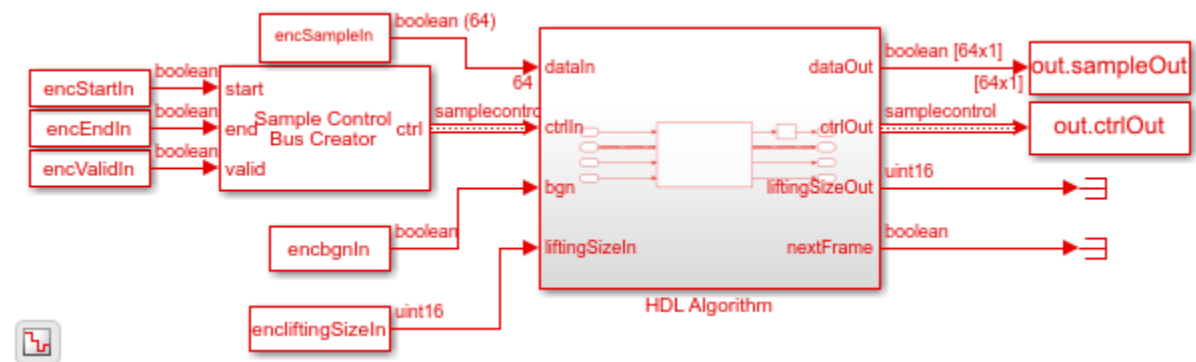 encSampleIn
boolean (64)
dataIn
64
boolean [64x1]
dataOut
[64x1]
out.sampleOut
encStartIn
boolean
start
encEndIn
boolean
end
Sample Control
Bus Creator
ctrl
samplecontro
ctrlIn
ctrlOut
samplecontrol
out.ctrlOut
encValidIn
boolean
valid
bgn
liftingSizeOut
uint16
encbgnIn
boolean
liftingSizeIn
nextFrame
boolean
HDL Algorithm
encliftingSizeIn
uint16